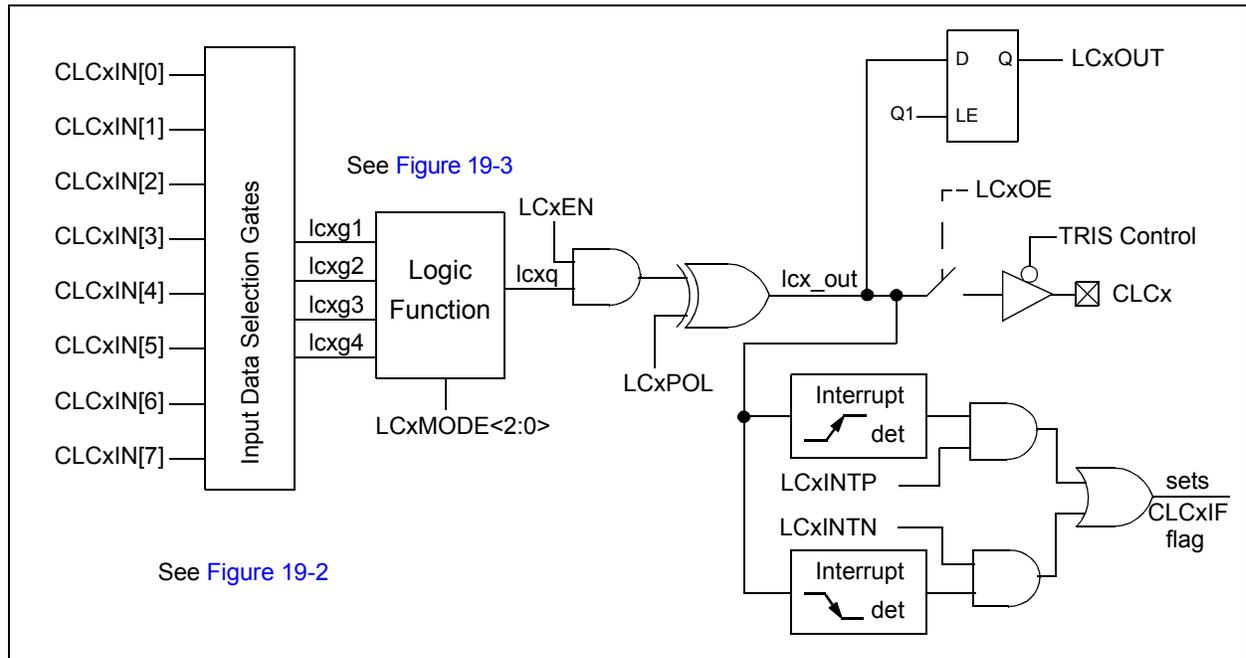 CLCxIN[0]
CLCxIN[1]
CLCxIN[2]
CLCxIN[3]
CLCxIN[4]
CLCxIN[5]
CLCxIN[6]
CLCxIN[7]
Input Data Selection Gates
See Figure 19-2
lcxg1
lcxg2
lcxg3
lcxg4
See Figure 19-3
Logic
Function
LCxMODE<2:0>
lcxq
LCxEN
LCxPOL
lcx_out
D
Q
LE
Q1
LCxOUT
LCxOE
TRIS Control
CLCx
Interrupt
det
LCxINTP
LCxINTN
Interrupt
det
sets
CLCxIF
flag